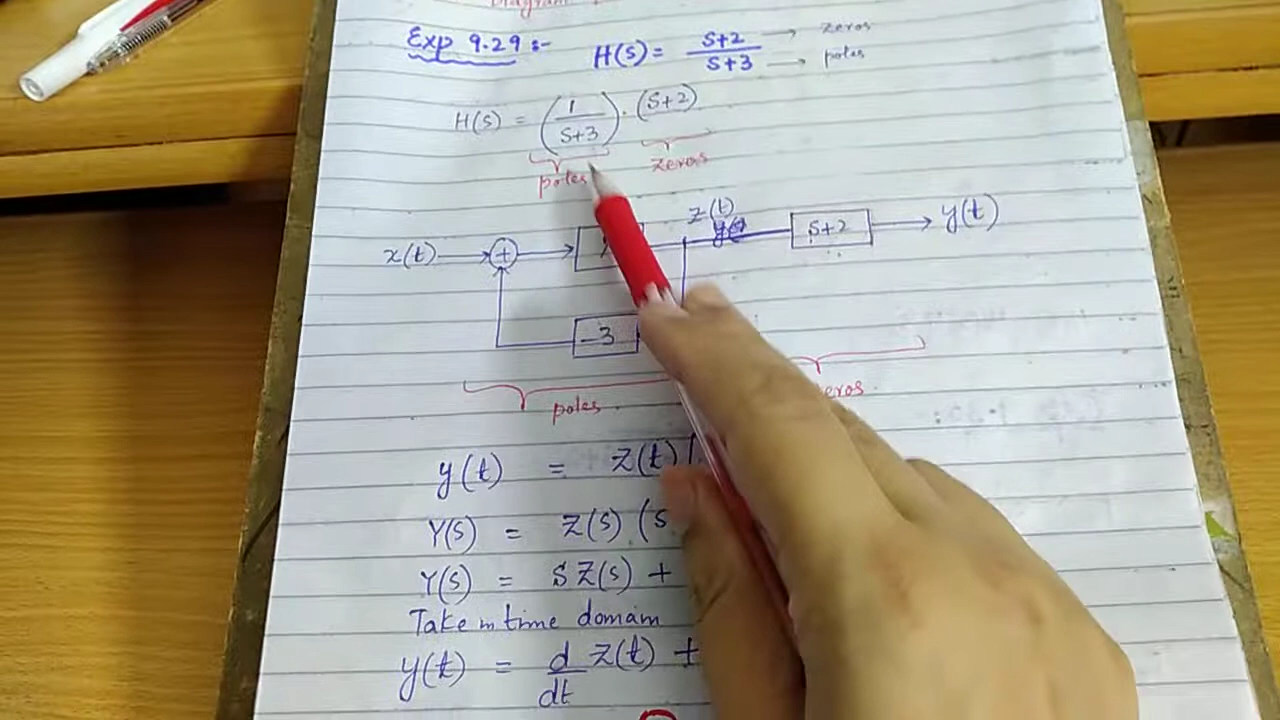 Diagram
Exp 9.29 :- H(s) = s+2 / s+3 → zeros → poles
H(s) = (1 / s+3) . (s+2)
poles zeros
x(t) + z(t) s+2 y(t)
-3
poles zeros
y(t) = z(t)
Y(s) = Z(s) (s
Y(s) = s Z(s) +
Take in time domain
y(t) = d/dt z(t) +